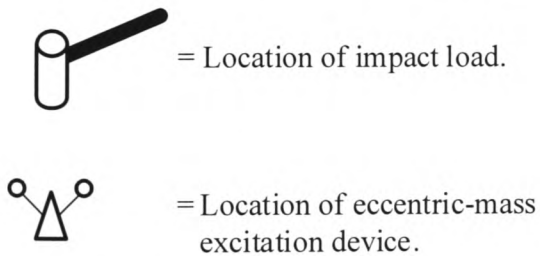 = Location of impact load.
= Location of eccentric-mass
excitation device.